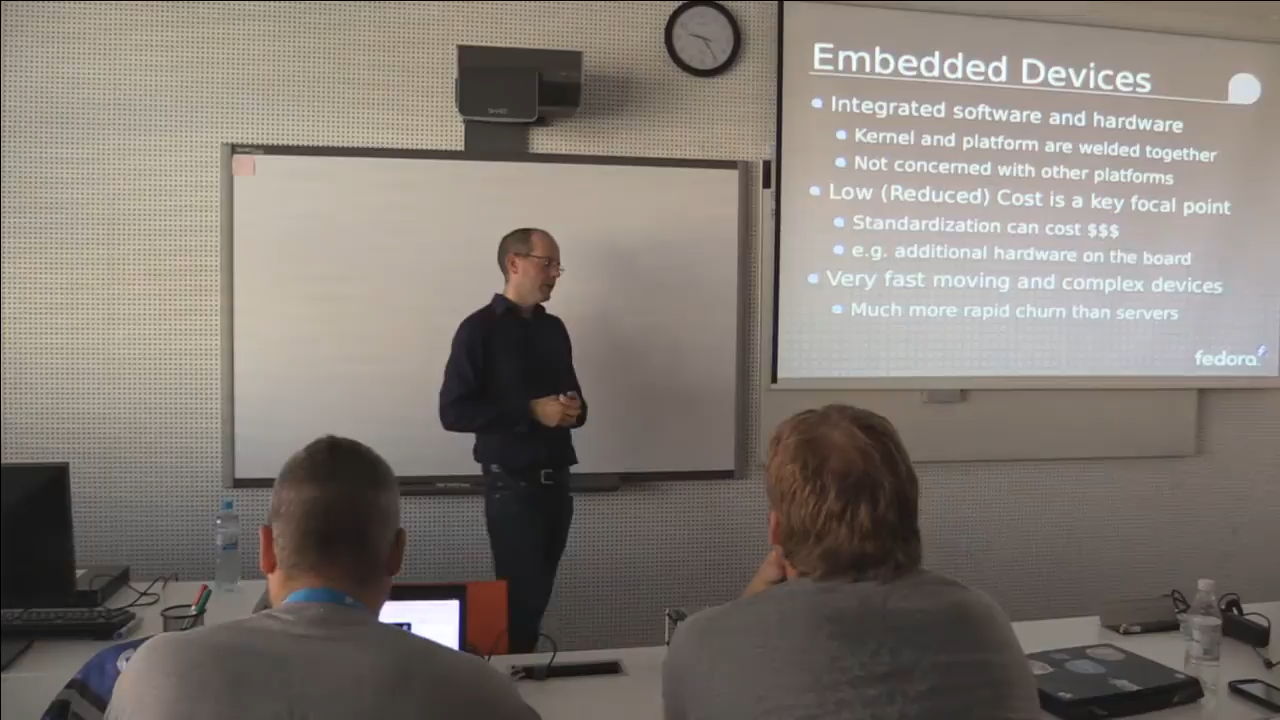 Embedded Devices
Integrated software and hardware
Kernel and platform are welded together
Not concerned with other platforms
Low (Reduced) Cost is a key focal point
Standardization can cost $$$
e.g. additional hardware on the board
Very fast moving and complex devices
Much more rapid churn than servers
fedora